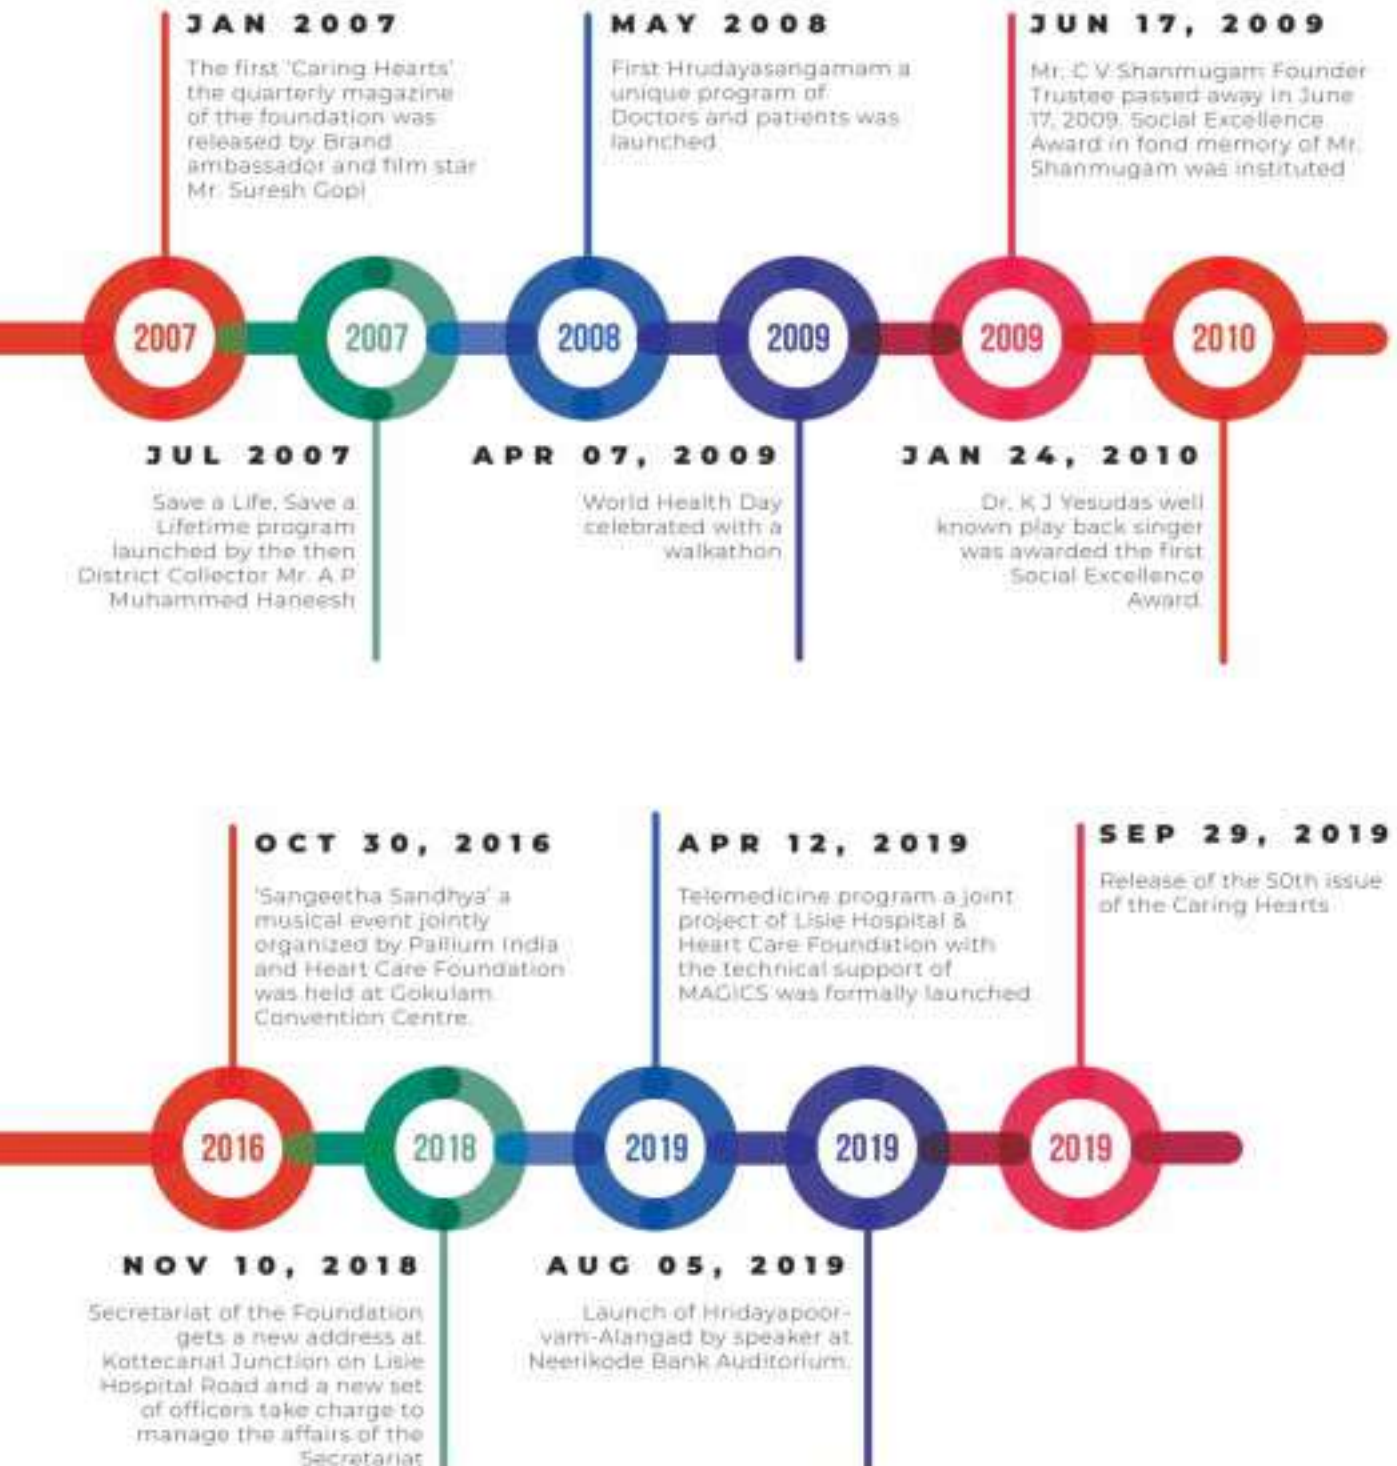 JAN 2007
The first 'Caring Hearts'
the quarterly magazine
of the foundation was
released by Brand
ambassador and film star
Mr. Suresh Gopi
MAY 2008
First Hrudayasangamam a
unique program of
Doctors and patients was
launched
JUN 17, 2009
Mr. C V Shanmugam Founder
Trustee passed away in June
17, 2009. Social Excellence
Award in fond memory of Mr.
Shanmugam was instituted
2007
2007
2008
2009
2009
2010
JUL 2007
Save a Life, Save a
Lifetime program
launched by the then
District Collector Mr. A P
Muhammed Haneesh
APR 07, 2009
World Health Day
celebrated with a
walkathon
JAN 24, 2010
Dr. K J Yesudas well
known play back singer
was awarded the first
Social Excellence
Award.
OCT 30, 2016
'Sangeetha Sandhya' a
musical event jointly
organized by Pallium India
and Heart Care Foundation
was held at Gokulam
Convention Centre.
APR 12, 2019
Telemedicine program a joint
project of Lisie Hospital &
Heart Care Foundation with
the technical support of
MAGICS was formally launched
SEP 29, 2019
Release of the 50th issue
of the Caring Hearts
2016
2018
2019
2019
2019
NOV 10, 2018
Secretariat of the Foundation
gets a new address at
Kottecanal Junction on Lisie
Hospital Road and a new set
of officers take charge to
manage the affairs of the
Secretariat
AUG 05, 2019
Launch of Hridayapoor-
vam-Alangad by speaker at
Neerikode Bank Auditorium.